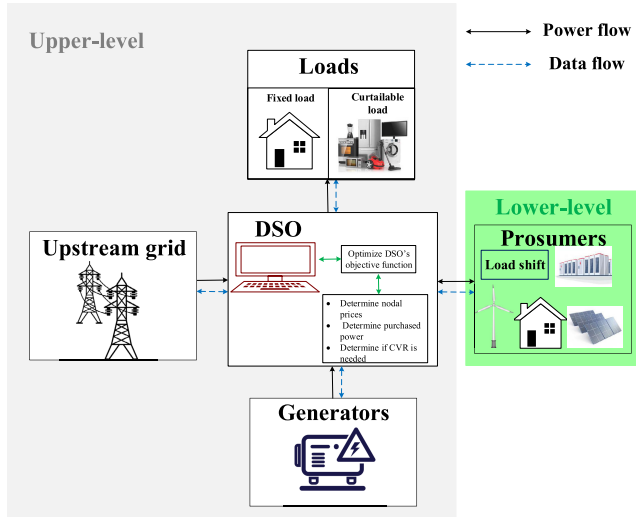 Upper-level
Power flow
Data flow
Loads
Fixed load
Curtailable
load
DSO
Optimize DSO's
objective function
• Determine nodal
prices
• Determine purchased
power
• Determine if CVR is
needed
Upstream grid
Lower-level
Prosumers
Load shift
Generators